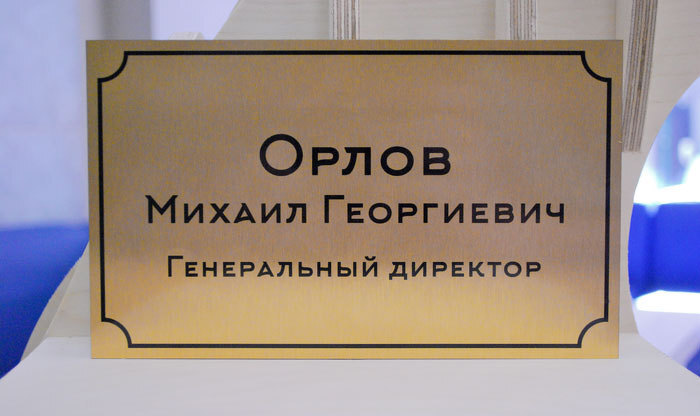 Орлов
Михаил Георгиевич
Генеральный директор